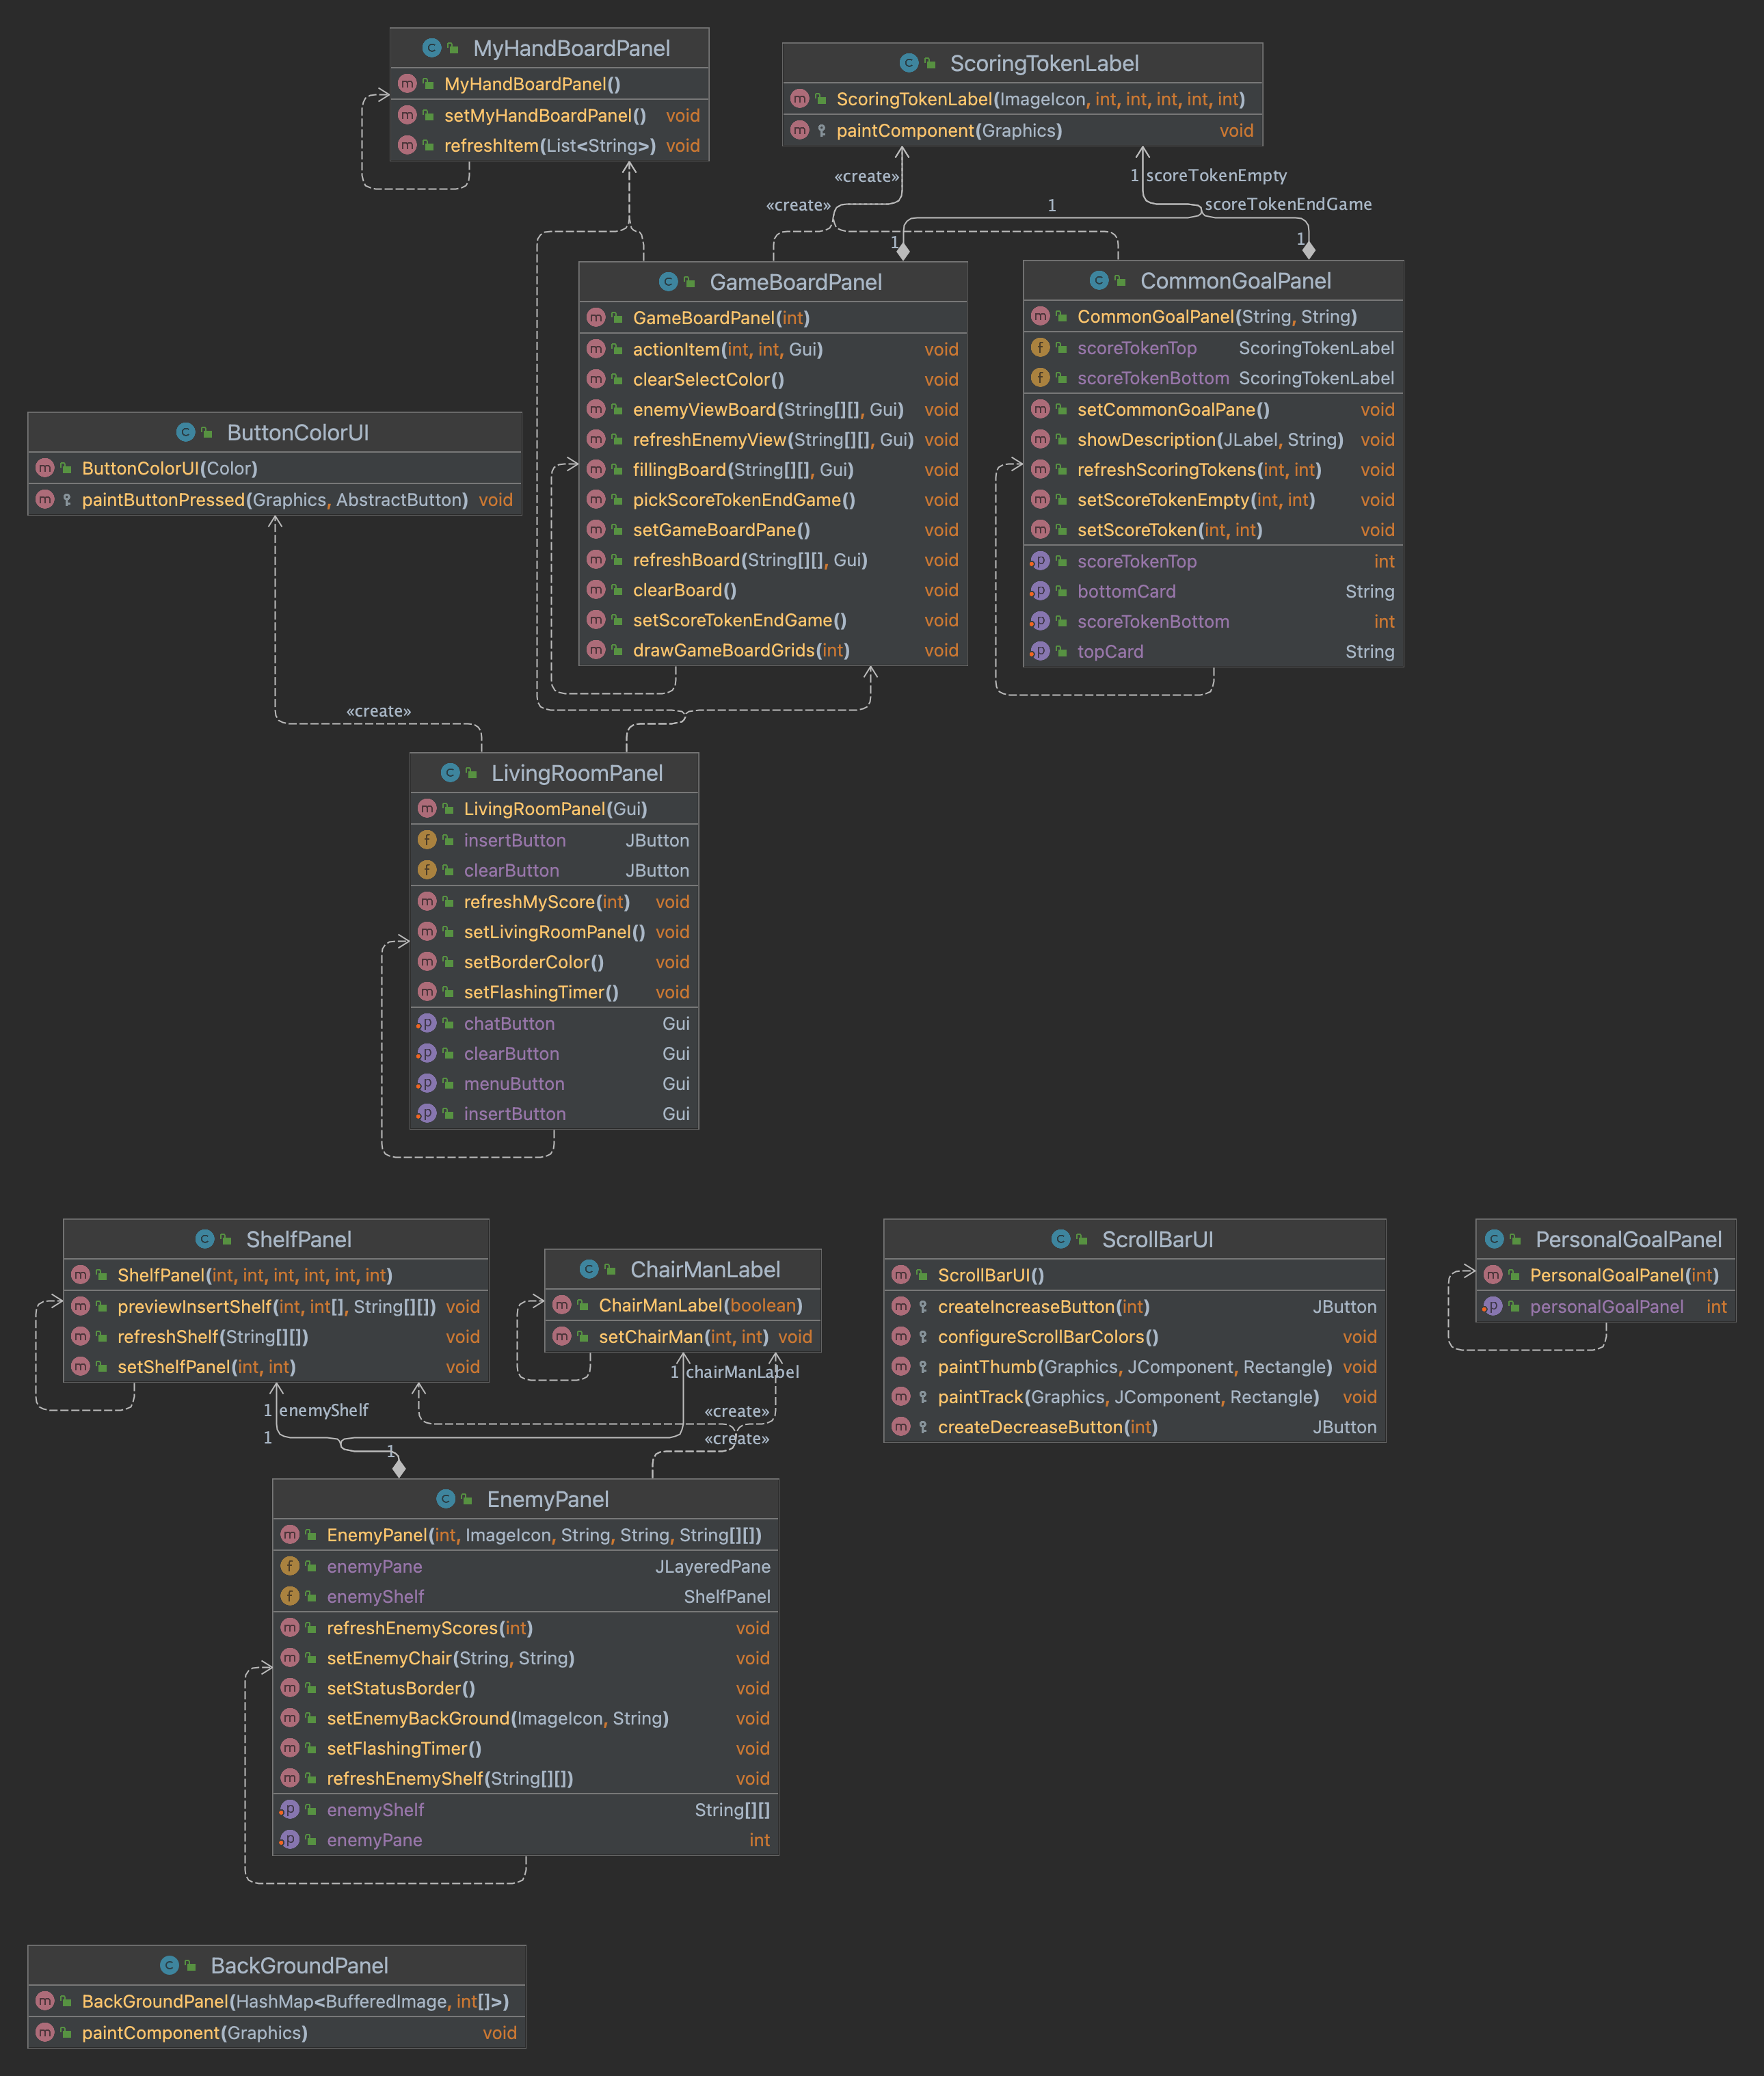 MyHandBoardPanel
MyHandBoardPanel()
setMyHandBoardPanel() void
refreshItem(List<String>) void
ScoringTokenLabel
ScoringTokenLabel(ImageIcon, int, int, int, int, int)
paintComponent(Graphics) void
«create»
1 scoreTokenEmpty
«create»
1
scoreTokenEndGame
1
1
GameBoardPanel
GameBoardPanel(int)
actionItem(int, int, Gui) void
clearSelectColor() void
enemyViewBoard(String[][], Gui) void
refreshEnemyView(String[][], Gui) void
fillingBoard(String[][], Gui) void
pickScoreTokenEndGame() void
setGameBoardPane() void
refreshBoard(String[][], Gui) void
clearBoard() void
setScoreTokenEndGame() void
drawGameBoardGrids(int) void
CommonGoalPanel
CommonGoalPanel(String, String)
scoreTokenTop ScoringTokenLabel
scoreTokenBottom ScoringTokenLabel
setCommonGoalPane() void
showDescription(JLabel, String) void
refreshScoringTokens(int, int) void
setScoreTokenEmpty(int, int) void
setScoreToken(int, int) void
scoreTokenTop int
bottomCard String
scoreTokenBottom int
topCard String
ButtonColorUI
ButtonColorUI(Color)
paintButtonPressed(Graphics, AbstractButton) void
«create»
LivingRoomPanel
LivingRoomPanel(Gui)
insertButton JButton
clearButton JButton
refreshMyScore(int) void
setLivingRoomPanel() void
setBorderColor() void
setFlashingTimer() void
chatButton Gui
clearButton Gui
menuButton Gui
insertButton Gui
ShelfPanel
ShelfPanel(int, int, int, int, int, int)
previewInsertShelf(int, int[], String[][]) void
refreshShelf(String[][]) void
setShelfPanel(int, int) void
ChairManLabel
ChairManLabel(boolean)
setChairMan(int, int) void
ScrollBarUI
ScrollBarUI()
createIncreaseButton(int) JButton
configureScrollBarColors() void
paintThumb(Graphics, JComponent, Rectangle) void
paintTrack(Graphics, JComponent, Rectangle) void
createDecreaseButton(int) JButton
PersonalGoalPanel
PersonalGoalPanel(int)
personalGoalPanel int
1 chairManLabel
1 enemyShelf
«create»
1
«create»
1
EnemyPanel
EnemyPanel(int, ImageIcon, String, String, String[][])
enemyPane JLayeredPane
enemyShelf ShelfPanel
refreshEnemyScores(int) void
setEnemyChair(String, String) void
setStatusBorder() void
setEnemyBackGround(ImageIcon, String) void
setFlashingTimer() void
refreshEnemyShelf(String[][]) void
enemyShelf String[][]
enemyPane int
BackGroundPanel
BackGroundPanel(HashMap<BufferedImage, int[]>)
paintComponent(Graphics) void